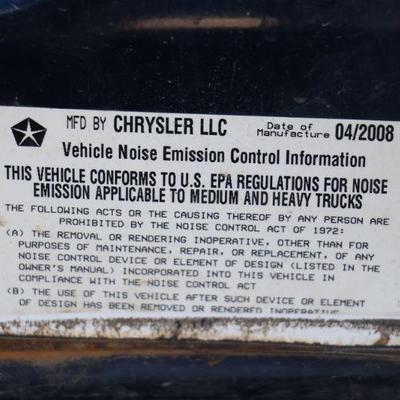 MFD BY CHRYSLER LLC Date of Manufacture 04/2008
Vehicle Noise Emission Control Information
THIS VEHICLE CONFORMS TO U.S. EPA REGULATIONS FOR NOISE
EMISSION APPLICABLE TO MEDIUM AND HEAVY TRUCKS
THE FOLLOWING ACTS OR THE CAUSING THEREOF BY ANY PERSON ARE
PROHIBITED BY THE NOISE CONTROL ACT OF 1972:
(A) THE REMOVAL OR RENDERING INOPERATIVE, OTHER THAN FOR
PURPOSES OF MAINTENANCE, REPAIR, OR REPLACEMENT, OF ANY
NOISE CONTROL DEVICE OR ELEMENT OF DESIGN (LISTED IN THE
OWNER'S MANUAL) INCORPORATED INTO THIS VEHICLE IN
COMPLIANCE WITH THE NOISE CONTROL ACT
(B) THE USE OF THIS VEHICLE AFTER SUCH DEVICE OR ELEMENT
OF DESIGN HAS BEEN REMOVED OR RENDERED INOPERATIVE.